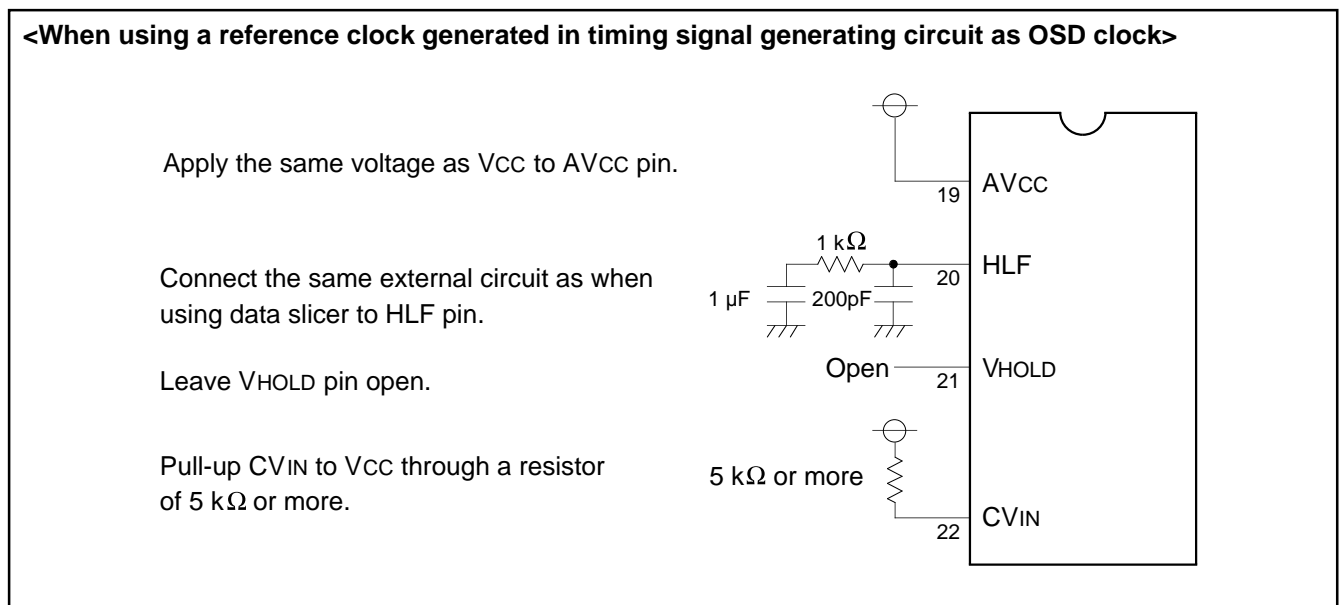 <When using a reference clock generated in timing signal generating circuit as OSD clock>
Apply the same voltage as VCC to AVCC pin.
19
AVCC
Connect the same external circuit as when
using data slicer to HLF pin.
1 kΩ
1 µF
200pF
20
HLF
Leave VHOLD pin open.
Open
21
VHOLD
Pull-up CVIN to VCC through a resistor
of 5 kΩ or more.
5 kΩ or more
22
CVIN